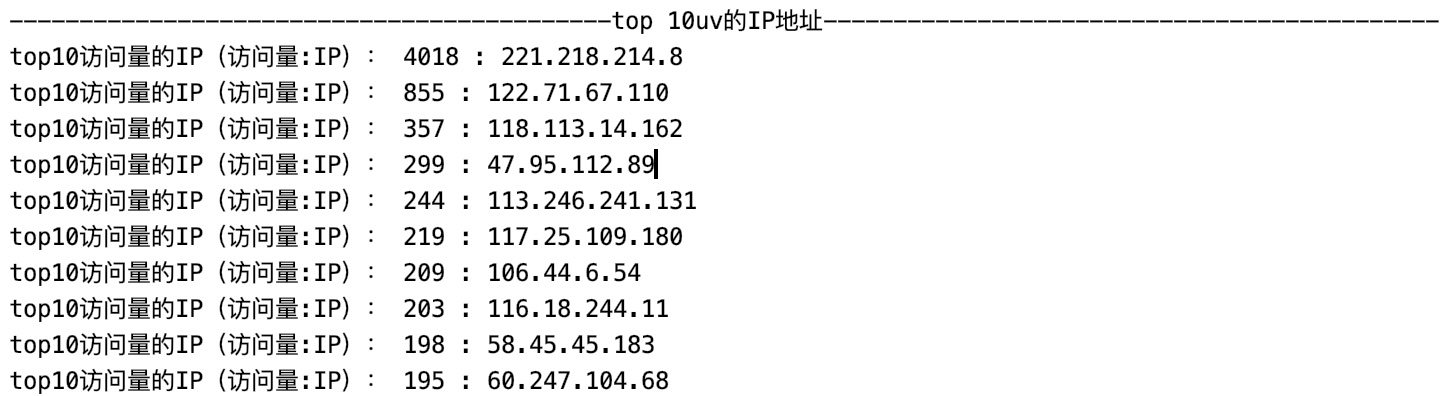 -------------------------------------------top 10uv的IP地址--------------------------------------------
top10访问量的IP（访问量:IP）： 4018 : 221.218.214.8
top10访问量的IP（访问量:IP）： 855 : 122.71.67.110
top10访问量的IP（访问量:IP）： 357 : 118.113.14.162
top10访问量的IP（访问量:IP）： 299 : 47.95.112.89
top10访问量的IP（访问量:IP）： 244 : 113.246.241.131
top10访问量的IP（访问量:IP）： 219 : 117.25.109.180
top10访问量的IP（访问量:IP）： 209 : 106.44.6.54
top10访问量的IP（访问量:IP）： 203 : 116.18.244.11
top10访问量的IP（访问量:IP）： 198 : 58.45.45.183
top10访问量的IP（访问量:IP）： 195 : 60.247.104.68